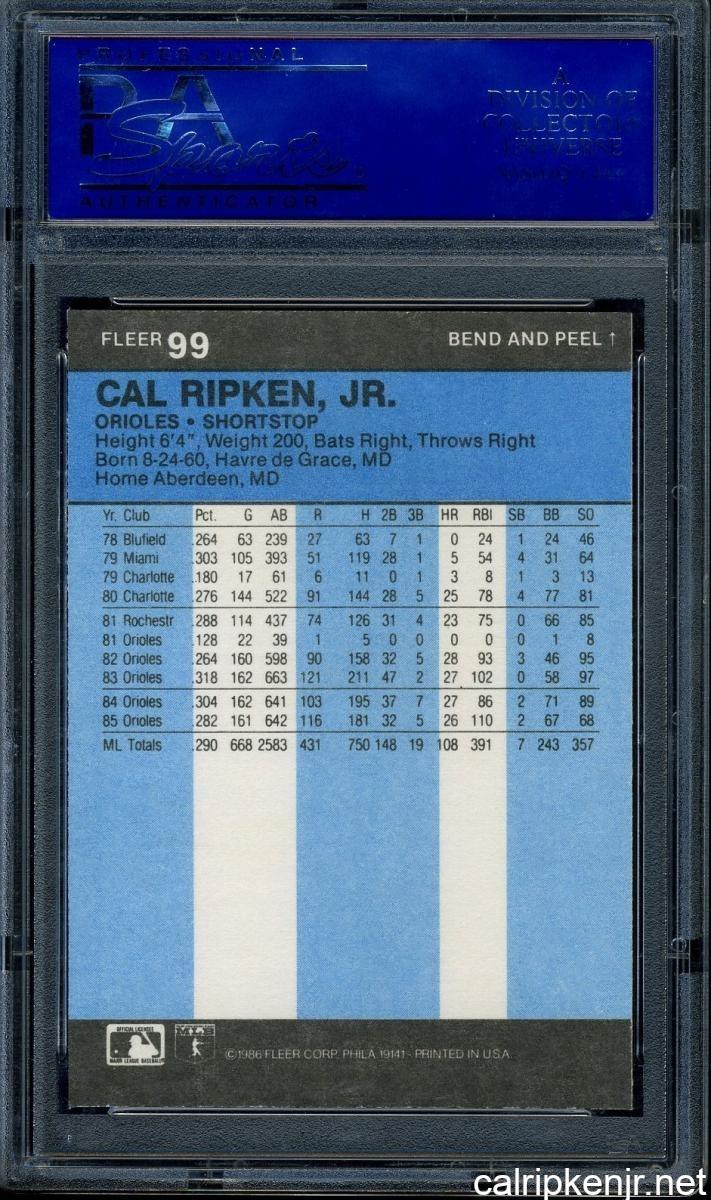 PROFESSIONAL
PSA
Sports
AUTHENTICATOR
A
DIVISION OF
COLLECTORS
UNIVERSE
NASDAQ: CLCT
FLEER 99 BEND AND PEEL ↑
CAL RIPKEN, JR.
ORIOLES • SHORTSTOP
Height 6'4", Weight 200, Bats Right, Throws Right
Born 8-24-60, Havre de Grace, MD
Home Aberdeen, MD
Yr. Club Pct. G AB R H 2B 3B HR RBI SB BB SO
78 Blufield .264 63 239 27 63 7 1 0 24 1 24 46
79 Miami .303 105 393 51 119 28 1 5 54 4 31 64
79 Charlotte .180 17 61 6 11 0 1 3 8 1 3 13
80 Charlotte .276 144 522 91 144 28 5 25 78 4 77 81
81 Rochestr .288 114 437 74 126 31 4 23 75 0 66 85
81 Orioles .128 22 39 1 5 0 0 0 0 0 1 8
82 Orioles .264 160 598 90 158 32 5 28 93 3 46 95
83 Orioles .318 162 663 121 211 47 2 27 102 0 58 97
84 Orioles .304 162 641 103 195 37 7 27 86 2 71 89
85 Orioles .282 161 642 116 181 32 5 26 110 2 67 68
ML Totals .290 668 2583 431 750 148 19 108 391 7 243 357
OFFICIAL LICENSEE
MAJOR LEAGUE BASEBALL
©1986 FLEER CORP. PHILA 19141 - PRINTED IN U.S.A.
calripkenjr.net